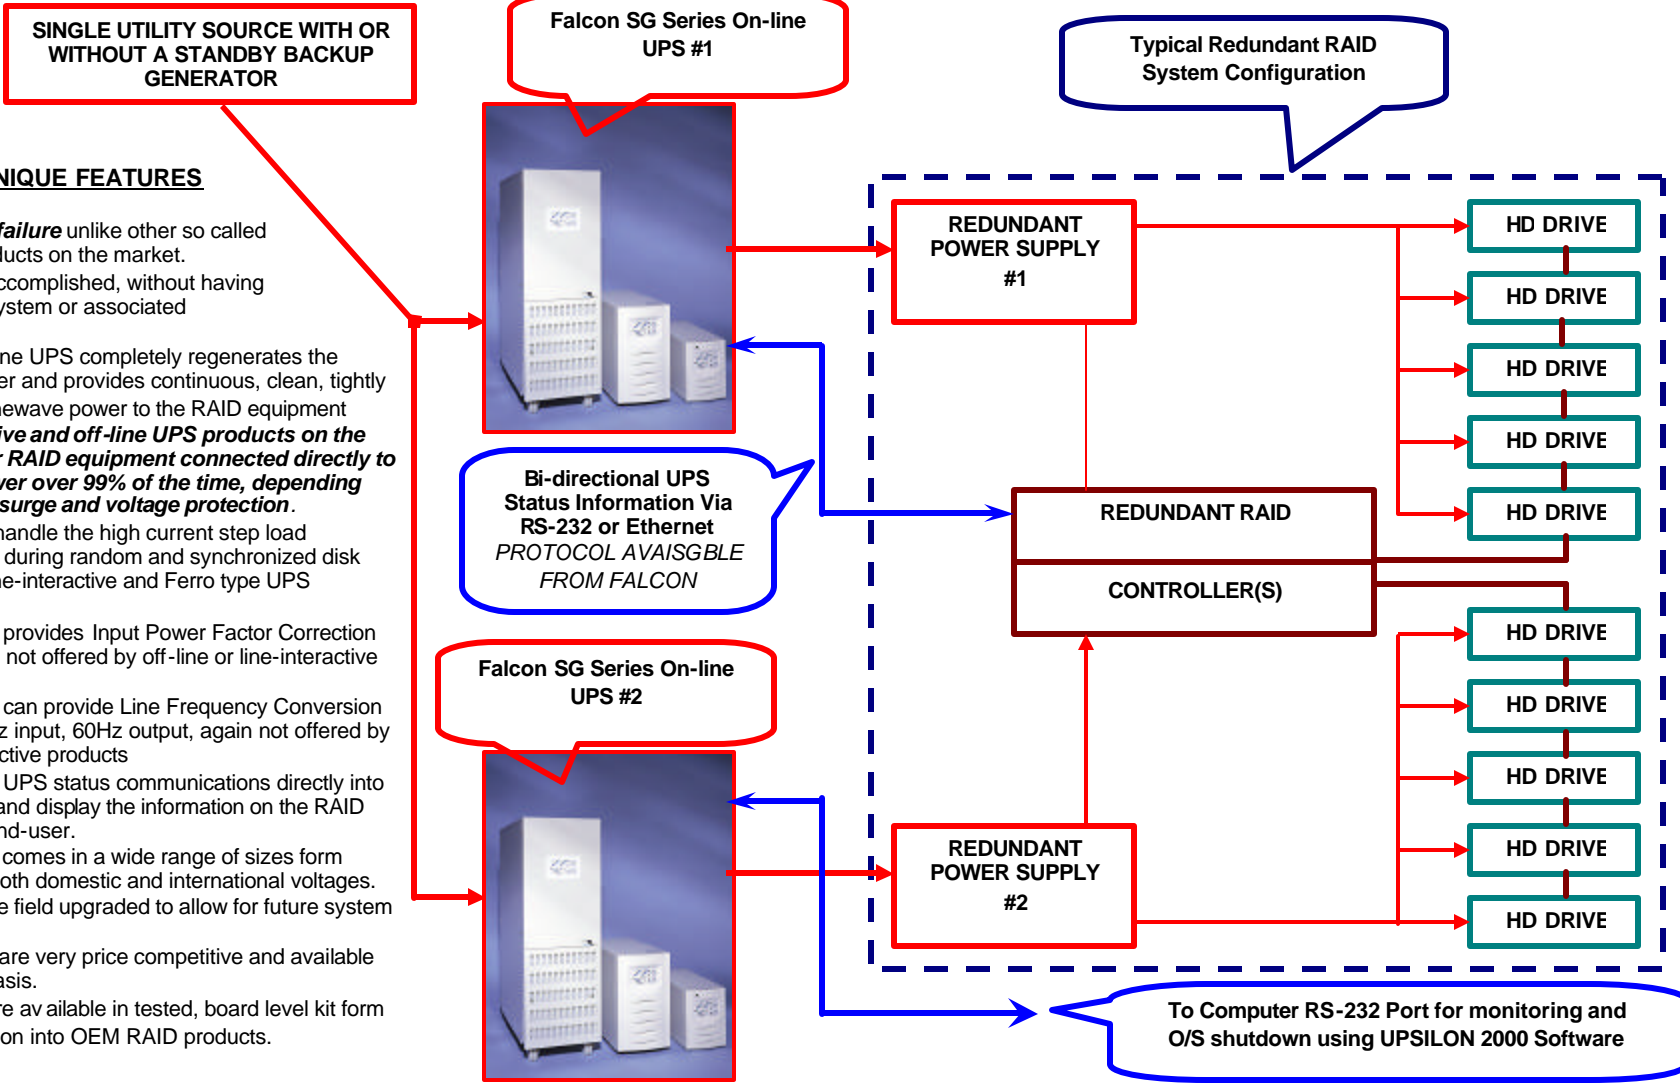 SINGLE UTILITY SOURCE WITH OR
WITHOUT A STANDBY BACKUP
GENERATOR
Falcon SG Series On-line
UPS #1
Typical Redundant RAID
System Configuration
NIQUE FEATURES
failure unlike other so called
ducts on the market.
ccomplished, without having
ystem or associated
ne UPS completely regenerates the
er and provides continuous, clean, tightly
newave power to the RAID equipment
ive and off-line UPS products on the
r RAID equipment connected directly to
ver over 99% of the time, depending
surge and voltage protection.
handle the high current step load
during random and synchronized disk
ne-interactive and Ferro type UPS
provides Input Power Factor Correction
not offered by off-line or line-interactive
can provide Line Frequency Conversion
z input, 60Hz output, again not offered by
ctive products
UPS status communications directly into
and display the information on the RAID
nd-user.
comes in a wide range of sizes form
oth domestic and international voltages.
e field upgraded to allow for future system
are very price competitive and available
asis.
re av ailable in tested, board level kit form
on into OEM RAID products.
REDUNDANT
POWER SUPPLY
#1
HD DRIVE
HD DRIVE
HD DRIVE
HD DRIVE
HD DRIVE
Bi-directional UPS
Status Information Via
RS-232 or Ethernet
PROTOCOL AVAISGBLE
FROM FALCON
REDUNDANT RAID
CONTROLLER(S)
Falcon SG Series On-line
UPS #2
HD DRIVE
HD DRIVE
HD DRIVE
HD DRIVE
HD DRIVE
REDUNDANT
POWER SUPPLY
#2
To Computer RS-232 Port for monitoring and
O/S shutdown using UPSILON 2000 Software